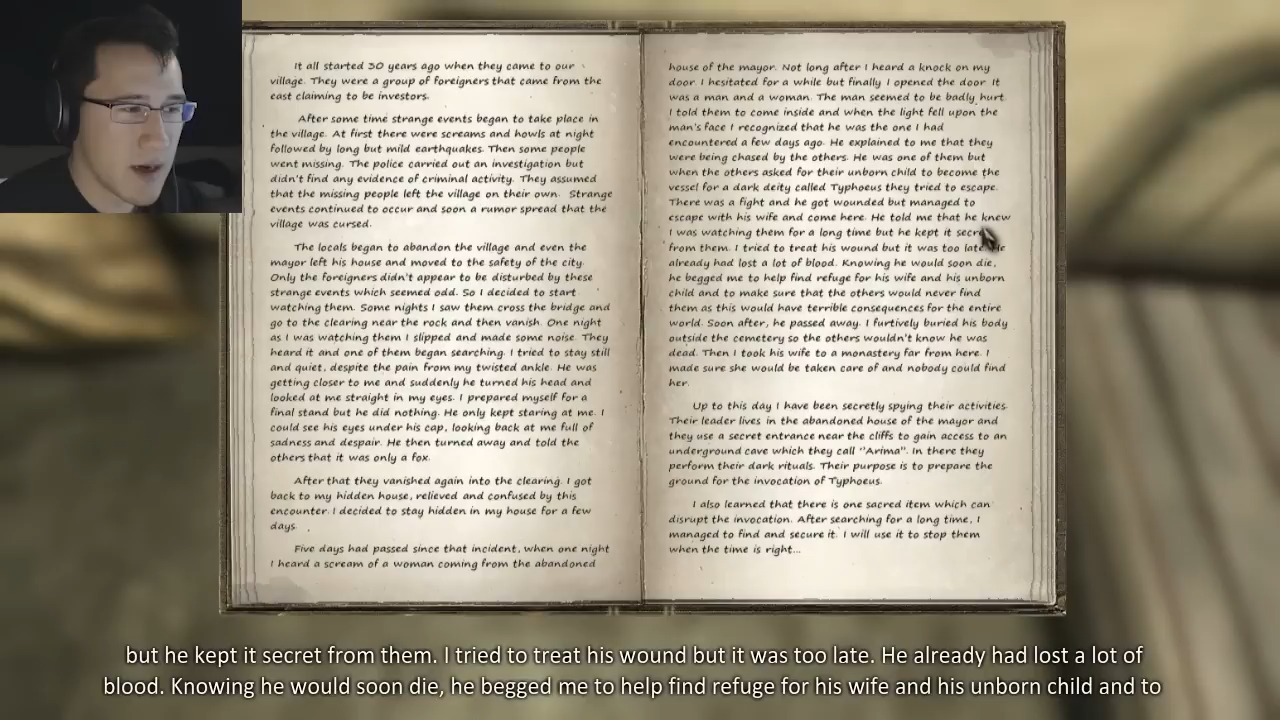 It all started 30 years ago when they came to our
village. They were a group of foreigners that came from the
east claiming to be investors.
After some time strange events began to take place in
the village. At first there were screams and howls at night
followed by long but mild earthquakes. Then some people
went missing. The police carried out an investigation but
didn't find any evidence of criminal activity. They assumed
that the missing people left the village on their own. Strange
events continued to occur and soon a rumor spread that the
village was cursed.
The locals began to abandon the village and even the
mayor left his house and moved to the safety of the city.
Only the foreigners didn't appear to be disturbed by these
strange events which seemed odd. So I decided to start
watching them. Some nights I saw them cross the bridge and
go to the clearing near the rock and then vanish. One night
as I was watching them I slipped and made some noise. They
heard it and one of them began searching. I tried to stay still
and quiet, despite the pain from my twisted ankle. He was
getting closer to me and suddenly he turned his head and
looked at me straight in my eyes. I prepared myself for a
final stand but he did nothing. He only kept staring at me. I
could see his eyes under his cap, looking back at me full of
sadness and despair. He then turned away and told the
others that it was only a fox.
After that they vanished again into the clearing. I got
back to my hidden house, relieved and confused by this
encounter. I decided to stay hidden in my house for a few
days.
Five days had passed since that incident, when one night
I heard a scream of a woman coming from the abandoned
house of the mayor. Not long after I heard a knock on my
door. I hesitated for a while but finally I opened the door. It
was a man and a woman. The man seemed to be badly hurt.
I told them to come inside and when the light fell upon the
man's face I recognized that he was the one I had
encountered a few days ago. He explained to me that they
were being chased by the others. He was one of them but
when the others asked for their unborn child to become the
vessel for a dark deity called Typhoeus they tried to escape.
There was a fight and he got wounded but managed to
escape with his wife and come here. He told me that he knew
I was watching them for a long time but he kept it secret
from them. I tried to treat his wound but it was too late. He
already had lost a lot of blood. Knowing he would soon die,
he begged me to help find refuge for his wife and his unborn
child and to make sure that the others would never find
them as this would have terrible consequences for the entire
world. Soon after, he passed away. I furtively buried his body
outside the cemetery so the others wouldn't know he was
dead. Then I took his wife to a monastery far from here. I
made sure she would be taken care of and nobody could find
her.
Up to this day I have been secretly spying their activities.
Their leader lives in the abandoned house of the mayor and
they use a secret entrance near the cliffs to gain access to an
underground cave which they call "Arima". In there they
perform their dark rituals. Their purpose is to prepare the
ground for the invocation of Typhoeus.
I also learned that there is one sacred item which can
disrupt the invocation. After searching for a long time, I
managed to find and secure it. I will use it to stop them
when the time is right...
but he kept it secret from them. I tried to treat his wound but it was too late. He already had lost a lot of
blood. Knowing he would soon die, he begged me to help find refuge for his wife and his unborn child and to